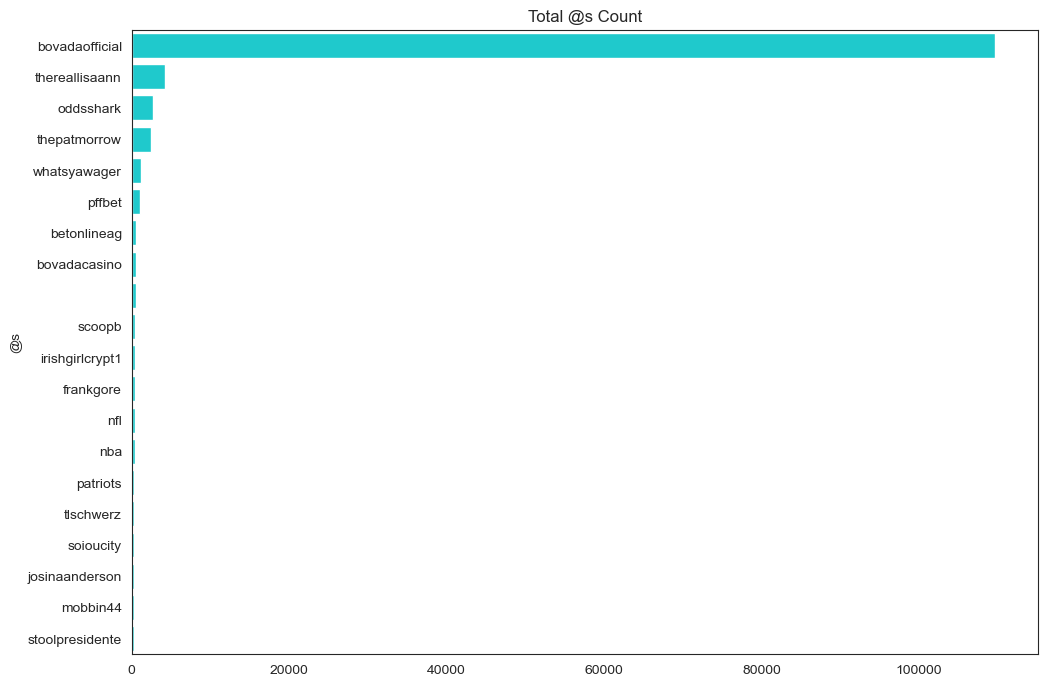 Total @s Count
bovadaofficial
thereallisaann
oddsshark
thepatmorrow
whatsyawager
pffbet
betonlineag
bovadacasino
scoopb
irishgirlcrypt1
frankgore
nfl
nba
patriots
tlschwerz
soioucity
josinaanderson
mobbin44
stoolpresidente
@s
0 20000 40000 60000 80000 100000